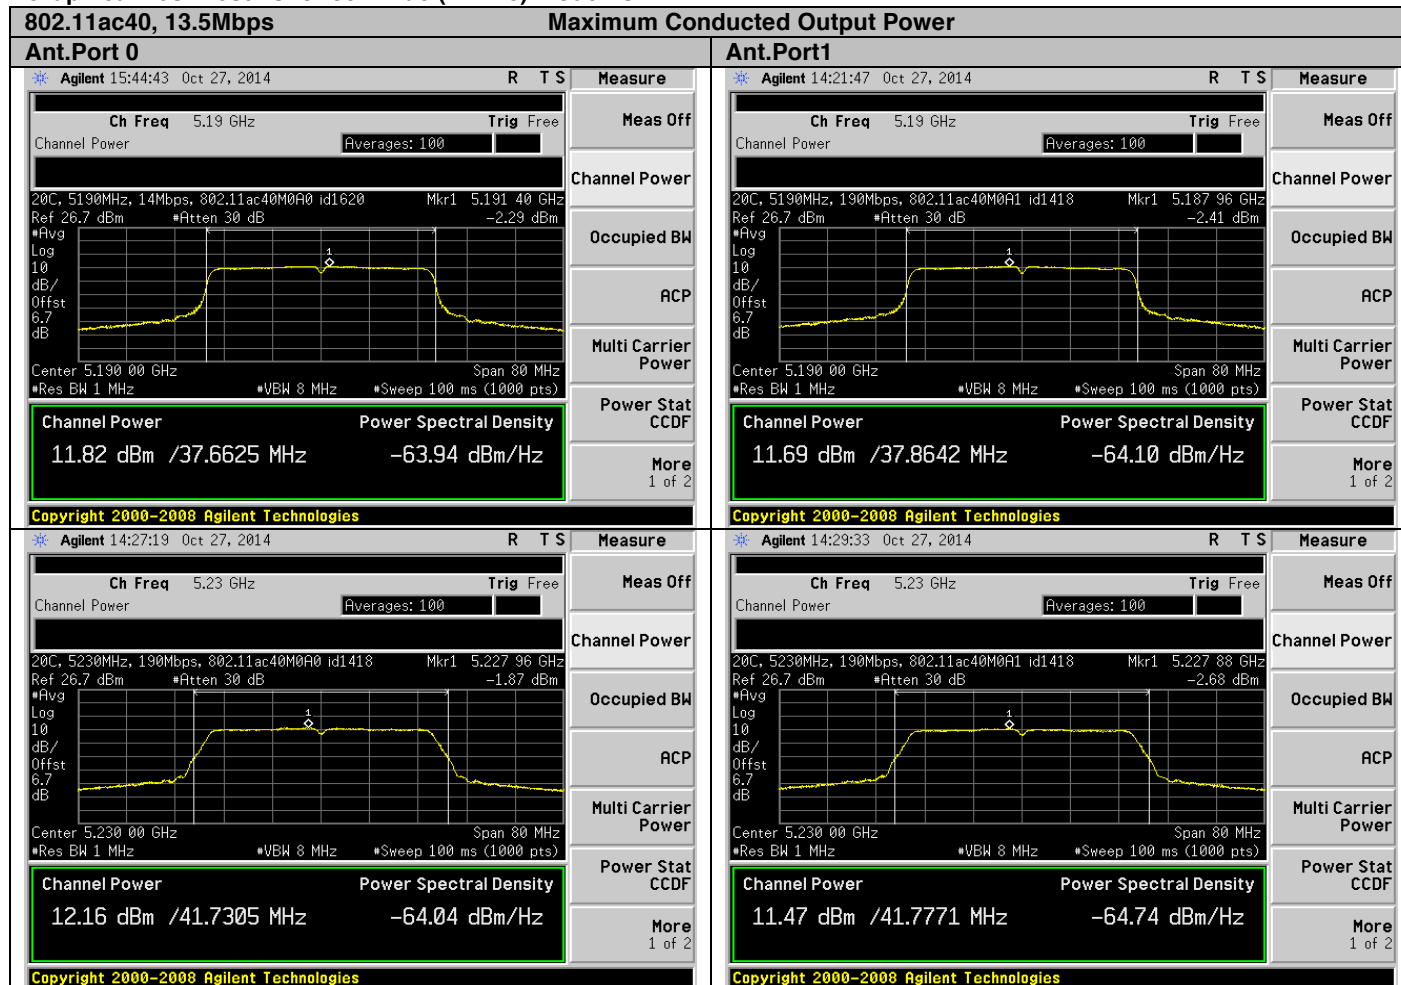 802.11ac40, 13.5Mbps Maximum Conducted Output Power
Ant.Port 0 Ant.Port1
Agilent 15:44:43 Oct 27, 2014 R T S
Measure
Ch Freq 5.19 GHz Trig Free
Meas Off
Channel Power Averages: 100
Channel Power
20C, 5190MHz, 14Mbps, 802.11ac40M0A0 id1620 Mkr1 5.191 40 GHz
Ref 26.7 dBm #Atten 30 dB -2.29 dBm
#Avg
Log
10
dB/
Offst
6.7
dB
1
Occupied BW
ACP
Multi Carrier
Power
Center 5.190 00 GHz Span 80 MHz
#Res BW 1 MHz #VBW 8 MHz #Sweep 100 ms (1000 pts)
Power Stat
CCDF
Channel Power Power Spectral Density
11.82 dBm /37.6625 MHz -63.94 dBm/Hz
More
1 of 2
Copyright 2000-2008 Agilent Technologies
Agilent 14:21:47 Oct 27, 2014 R T S
Measure
Ch Freq 5.19 GHz Trig Free
Meas Off
Channel Power Averages: 100
Channel Power
20C, 5190MHz, 190Mbps, 802.11ac40M0A1 id1418 Mkr1 5.187 96 GHz
Ref 26.7 dBm #Atten 30 dB -2.41 dBm
#Avg
Log
10
dB/
Offst
6.7
dB
1
Occupied BW
ACP
Multi Carrier
Power
Center 5.190 00 GHz Span 80 MHz
#Res BW 1 MHz #VBW 8 MHz #Sweep 100 ms (1000 pts)
Power Stat
CCDF
Channel Power Power Spectral Density
11.69 dBm /37.8642 MHz -64.10 dBm/Hz
More
1 of 2
Copyright 2000-2008 Agilent Technologies
Agilent 14:27:19 Oct 27, 2014 R T S
Measure
Ch Freq 5.23 GHz Trig Free
Meas Off
Channel Power Averages: 100
Channel Power
20C, 5230MHz, 190Mbps, 802.11ac40M0A0 id1418 Mkr1 5.227 96 GHz
Ref 26.7 dBm #Atten 30 dB -1.87 dBm
#Avg
Log
10
dB/
Offst
6.7
dB
1
Occupied BW
ACP
Multi Carrier
Power
Center 5.230 00 GHz Span 80 MHz
#Res BW 1 MHz #VBW 8 MHz #Sweep 100 ms (1000 pts)
Power Stat
CCDF
Channel Power Power Spectral Density
12.16 dBm /41.7305 MHz -64.04 dBm/Hz
More
1 of 2
Copyright 2000-2008 Agilent Technologies
Agilent 14:29:33 Oct 27, 2014 R T S
Measure
Ch Freq 5.23 GHz Trig Free
Meas Off
Channel Power Averages: 100
Channel Power
20C, 5230MHz, 190Mbps, 802.11ac40M0A1 id1418 Mkr1 5.227 88 GHz
Ref 26.7 dBm #Atten 30 dB -2.68 dBm
#Avg
Log
10
dB/
Offst
6.7
dB
1
Occupied BW
ACP
Multi Carrier
Power
Center 5.230 00 GHz Span 80 MHz
#Res BW 1 MHz #VBW 8 MHz #Sweep 100 ms (1000 pts)
Power Stat
CCDF
Channel Power Power Spectral Density
11.47 dBm /41.7771 MHz -64.74 dBm/Hz
More
1 of 2
Copyright 2000-2008 Agilent Technologies